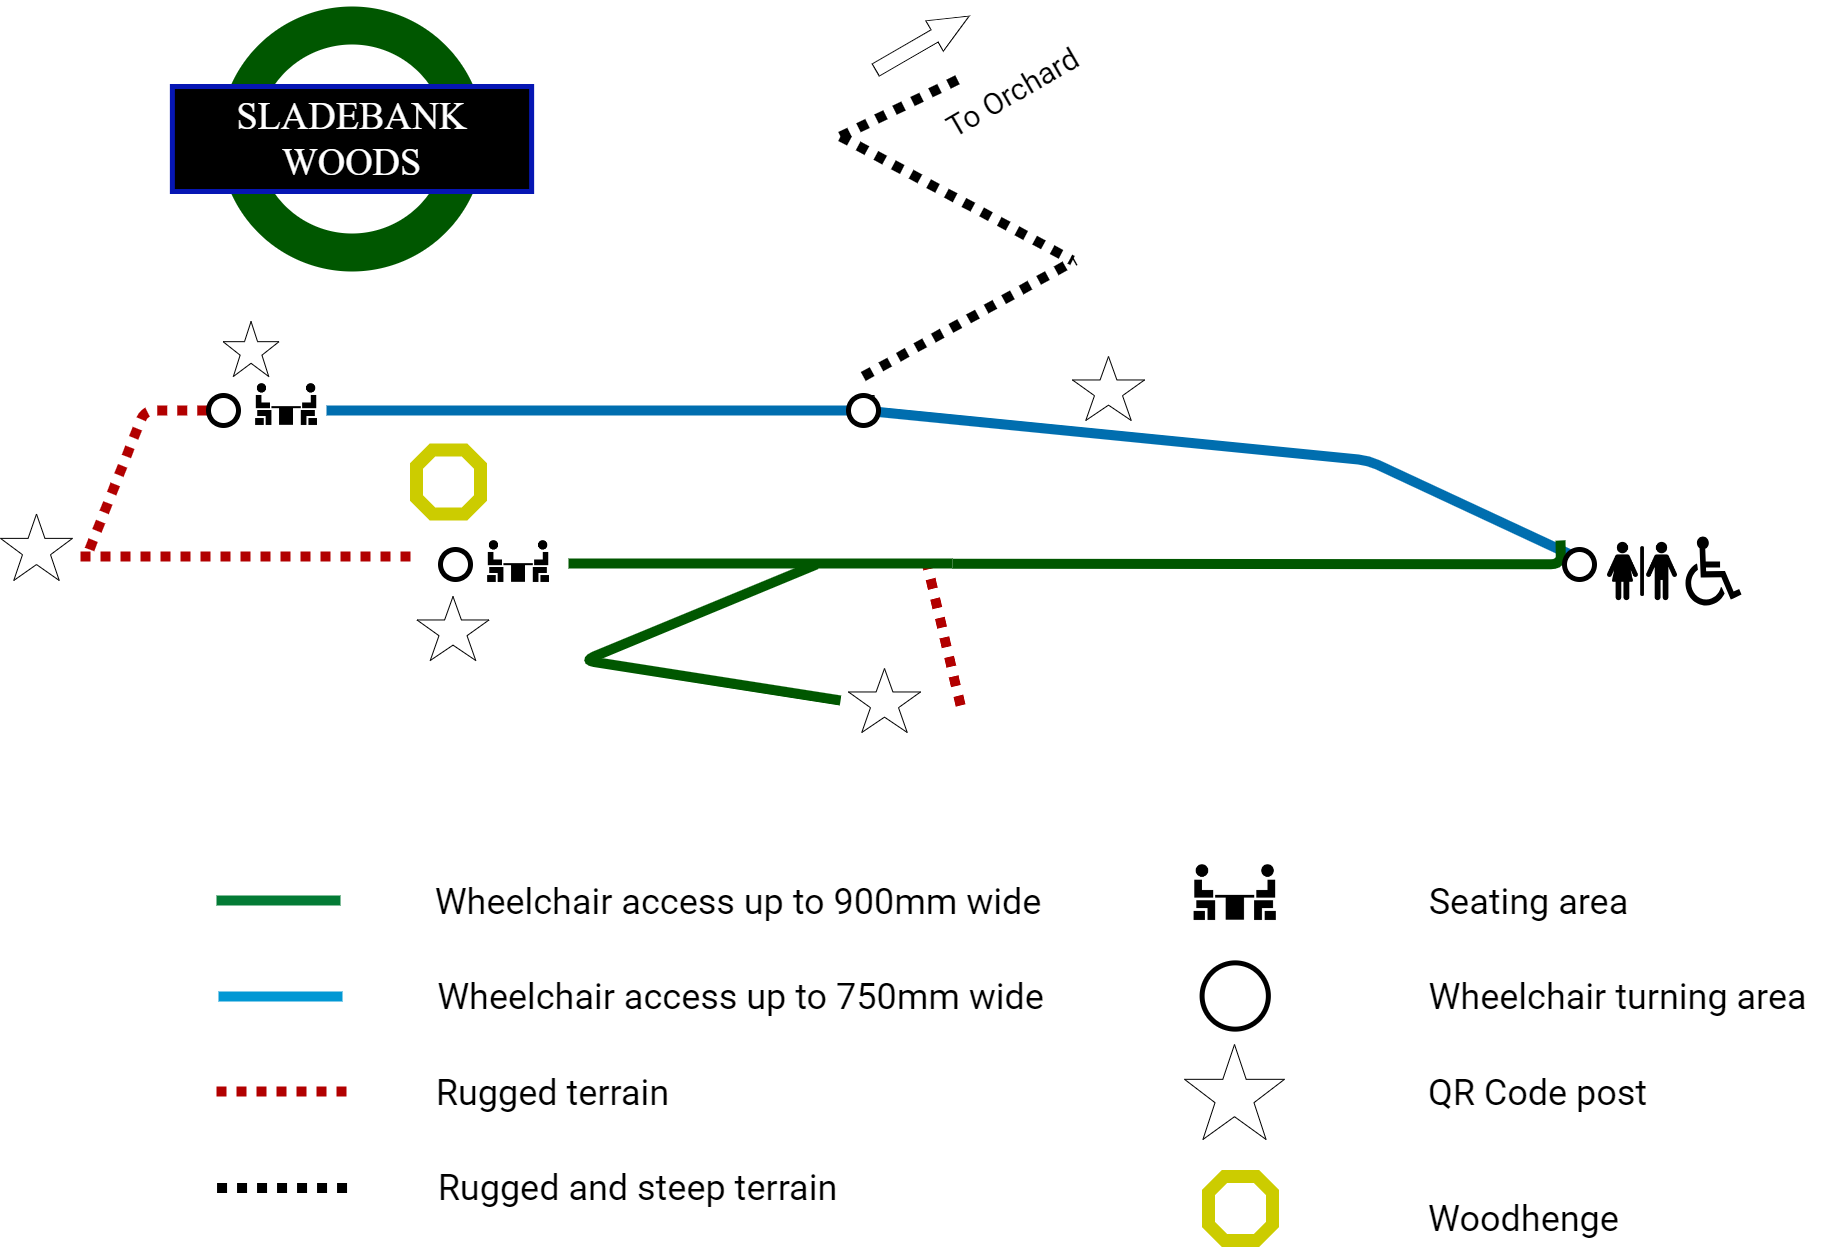 SLADEBANK
WOODS
To Orchard
Wheelchair access up to 900mm wide
Seating area
Wheelchair access up to 750mm wide
Wheelchair turning area
Rugged terrain
QR Code post
Rugged and steep terrain
Woodhenge